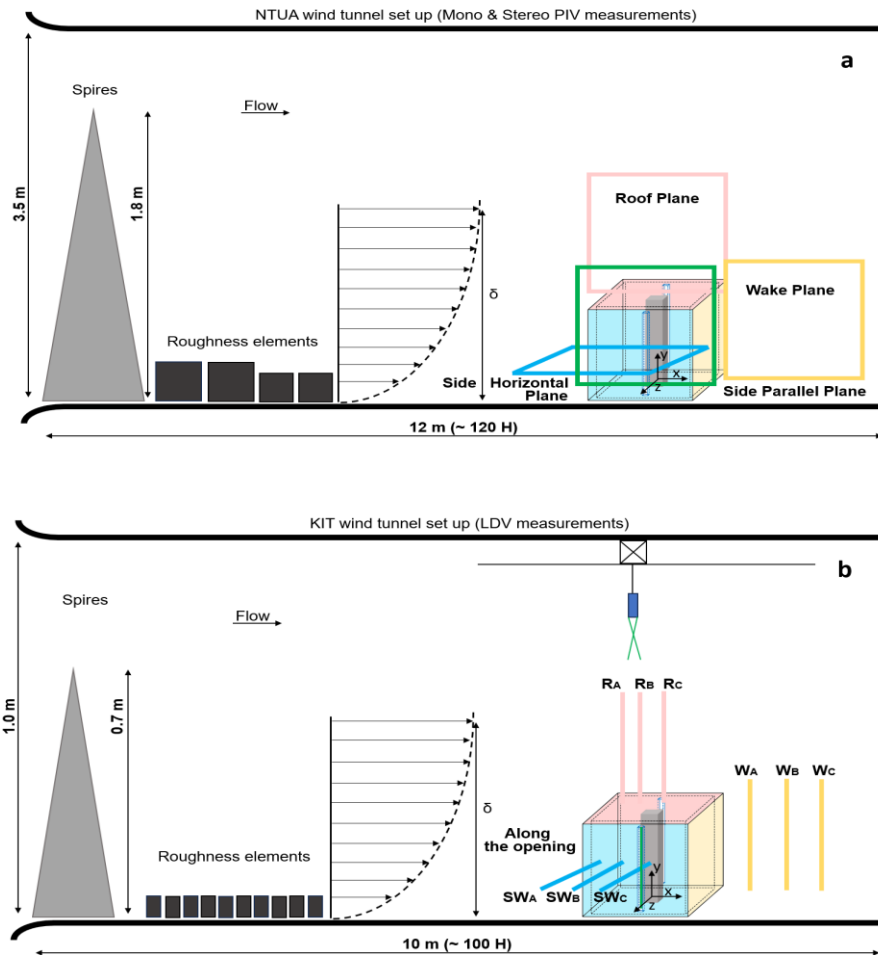 NTUA wind tunnel set up (Mono & Stereo PIV measurements)
a
Spires
Flow
3.5 m
1.8 m
Roof Plane
δ
Wake Plane
Roughness elements
y
x
z
Side Horizontal
Plane
Side Parallel Plane
12 m (~ 120 H)
KIT wind tunnel set up (LDV measurements)
b
Spires
Flow
1.0 m
0.7 m
RA RB RC
WA WB WC
δ
Along
the opening
Roughness elements
y
x
z
SWA SWB SWC
10 m (~ 100 H)